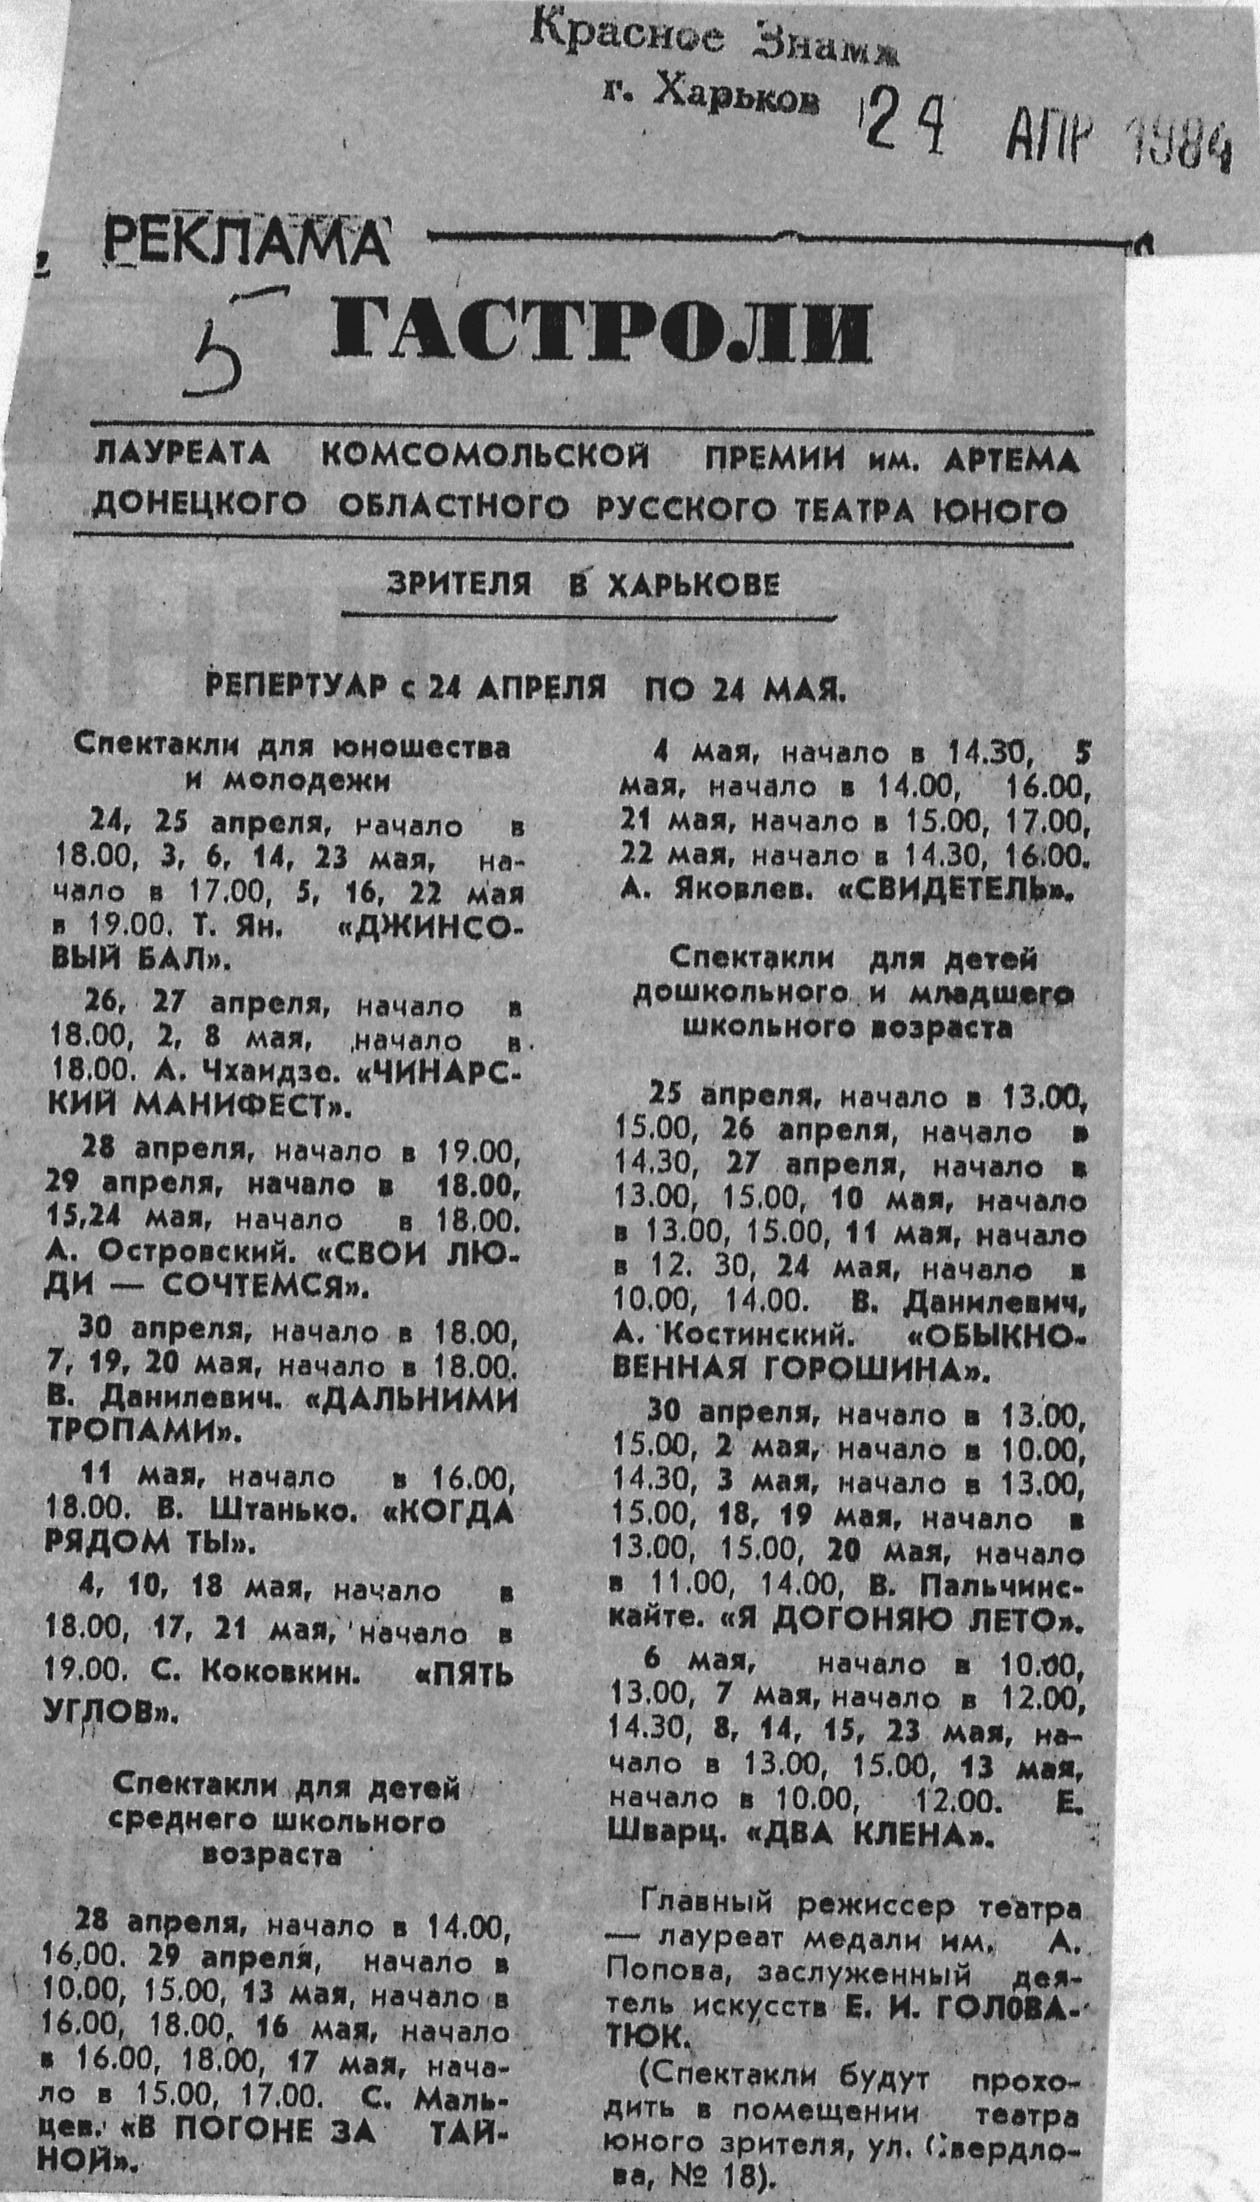 Красное Знамя
г. Харьков 24 АПР 1984
РЕКЛАМА
5
ГАСТРОЛИ
ЛАУРЕАТА КОМСОМОЛЬСКОЙ ПРЕМИИ им. АРТЕМА
ДОНЕЦКОГО ОБЛАСТНОГО РУССКОГО ТЕАТРА ЮНОГО
ЗРИТЕЛЯ В ХАРЬКОВЕ
РЕПЕРТУАР с 24 АПРЕЛЯ ПО 24 МАЯ.
Спектакли для юношества
и молодежи
24, 25 апреля, начало в
18.00, 3, 6, 14, 23 мая, на-
чало в 17.00, 5, 16, 22 мая
в 19.00. Т. Ян. «ДЖИНСО-
ВЫЙ БАЛ».
26, 27 апреля, начало в
18.00, 2, 8 мая, начало в
18.00. А. Чхаидзе. «ЧИНАРС-
КИЙ МАНИФЕСТ».
28 апреля, начало в 19.00,
29 апреля, начало в 18.00,
15,24 мая, начало в 18.00.
А. Островский. «СВОИ ЛЮ-
ДИ — СОЧТЕМСЯ».
30 апреля, начало в 18.00,
7, 19, 20 мая, начало в 18.00.
В. Данилевич. «ДАЛЬНИМИ
ТРОПАМИ».
11 мая, начало в 16.00,
18.00. В. Штанько. «КОГДА
РЯДОМ ТЫ».
4, 10, 18 мая, начало в
18.00, 17, 21 мая, начало в
19.00. С. Коковкин. «ПЯТЬ
УГЛОВ».
Спектакли для детей
среднего школьного
возраста
28 апреля, начало в 14.00,
16.00. 29 апреля, начало в
10.00, 15.00, 13 мая, начало в
16.00, 18.00, 16 мая, начало
в 16.00, 18.00, 17 мая, нача-
ло в 15.00, 17.00. С. Маль-
цев. «В ПОГОНЕ ЗА ТАЙ-
НОЙ».
4 мая, начало в 14.30, 5
мая, начало в 14.00, 16.00,
21 мая, начало в 15.00, 17.00,
22 мая, начало в 14.30, 16.00.
А. Яковлев. «СВИДЕТЕЛЬ».
Спектакли для детей
дошкольного и младшего
школьного возраста
25 апреля, начало в 13.00,
15.00, 26 апреля, начало в
14.30, 27 апреля, начало в
13.00, 15.00, 10 мая, начало
в 13.00, 15.00, 11 мая, начало
в 12. 30, 24 мая, начало в
10.00, 14.00. В. Данилевич,
А. Костинский. «ОБЫКНО-
ВЕННАЯ ГОРОШИНА».
30 апреля, начало в 13.00,
15.00, 2 мая, начало в 10.00,
14.30, 3 мая, начало в 13.00,
15.00, 18, 19 мая, начало в
13.00, 15.00, 20 мая, начало
в 11.00, 14.00, В. Пальчинс-
кайте. «Я ДОГОНЯЮ ЛЕТО».
6 мая, начало в 10.00,
13.00, 7 мая, начало в 12.00,
14.30, 8, 14, 15, 23 мая, на-
чало в 13.00, 15.00, 13 мая,
начало в 10.00, 12.00. Е.
Шварц. «ДВА КЛЕНА».
Главный режиссер театра
— лауреат медали им. А.
Попова, заслуженный дея-
тель искусств Е. И. ГОЛОВА-
ТЮК.
(Спектакли будут прохо-
дить в помещении театра
юного зрителя, ул. Свердло-
ва, № 18).